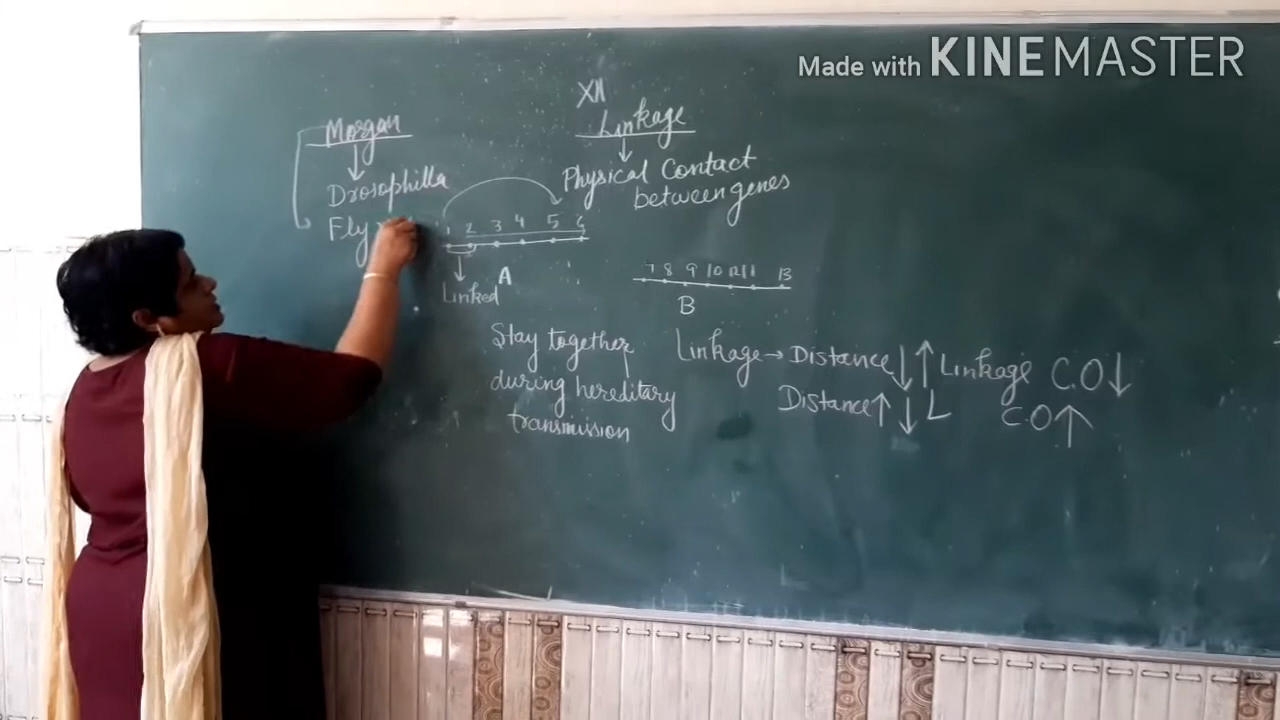 Made with KINEMASTER
XII
Linkage
Physical Contact
between genes
Morgan
Drosophilla
Fly
1 2 3 4 5 6
A
Linked
7 8 9 10 12 11 13
B
Stay together
during hereditary
transmission
Linkage → Distance ↓ ↑ Linkage C.O ↓
Distance ↑ ↓ L C.O ↑